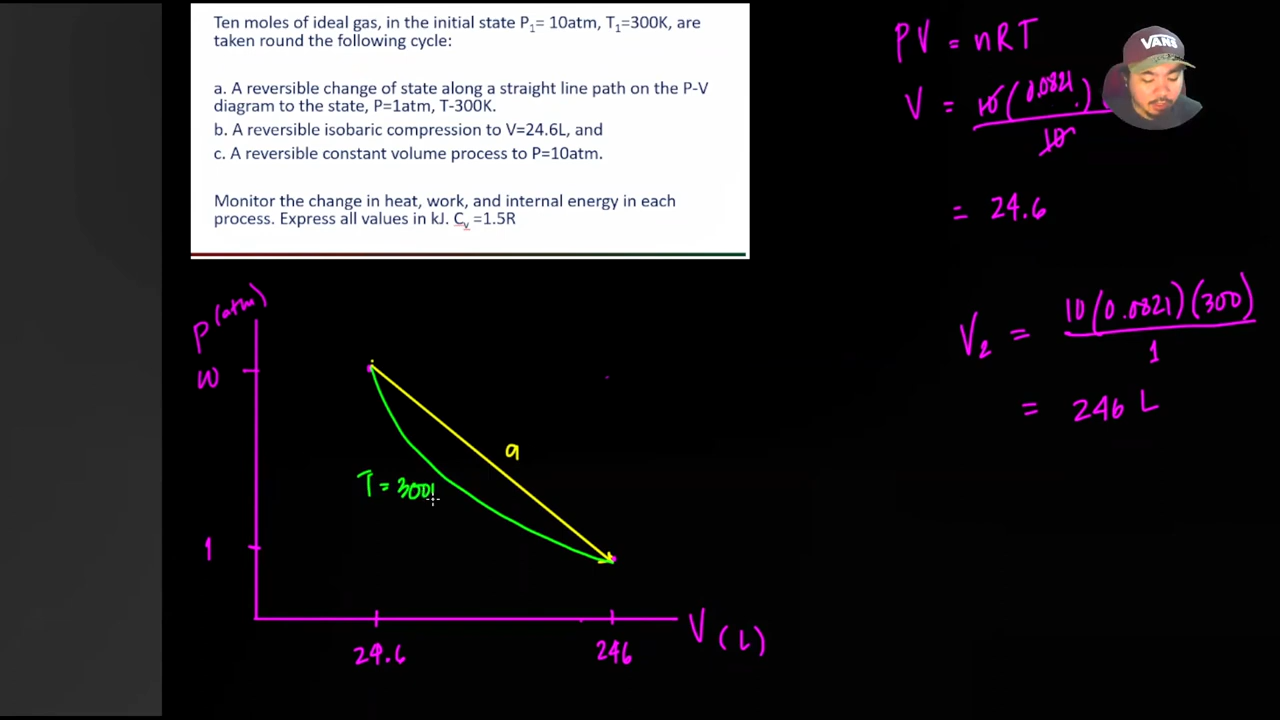 Ten moles of ideal gas, in the initial state P₁= 10atm, T₁=300K, are
taken round the following cycle:
a. A reversible change of state along a straight line path on the P-V
diagram to the state, P=1atm, T-300K.
b. A reversible isobaric compression to V=24.6L, and
c. A reversible constant volume process to P=10atm.
Monitor the change in heat, work, and internal energy in each
process. Express all values in kJ. Cᵥ =1.5R
PV = nRT
VANS
V = 10(0.0821)
10
= 24.6
V₂ = 10(0.0821)(300)
1
= 246 L
P(atm)
10
a
T = 300
1
24.6
246
V (L)